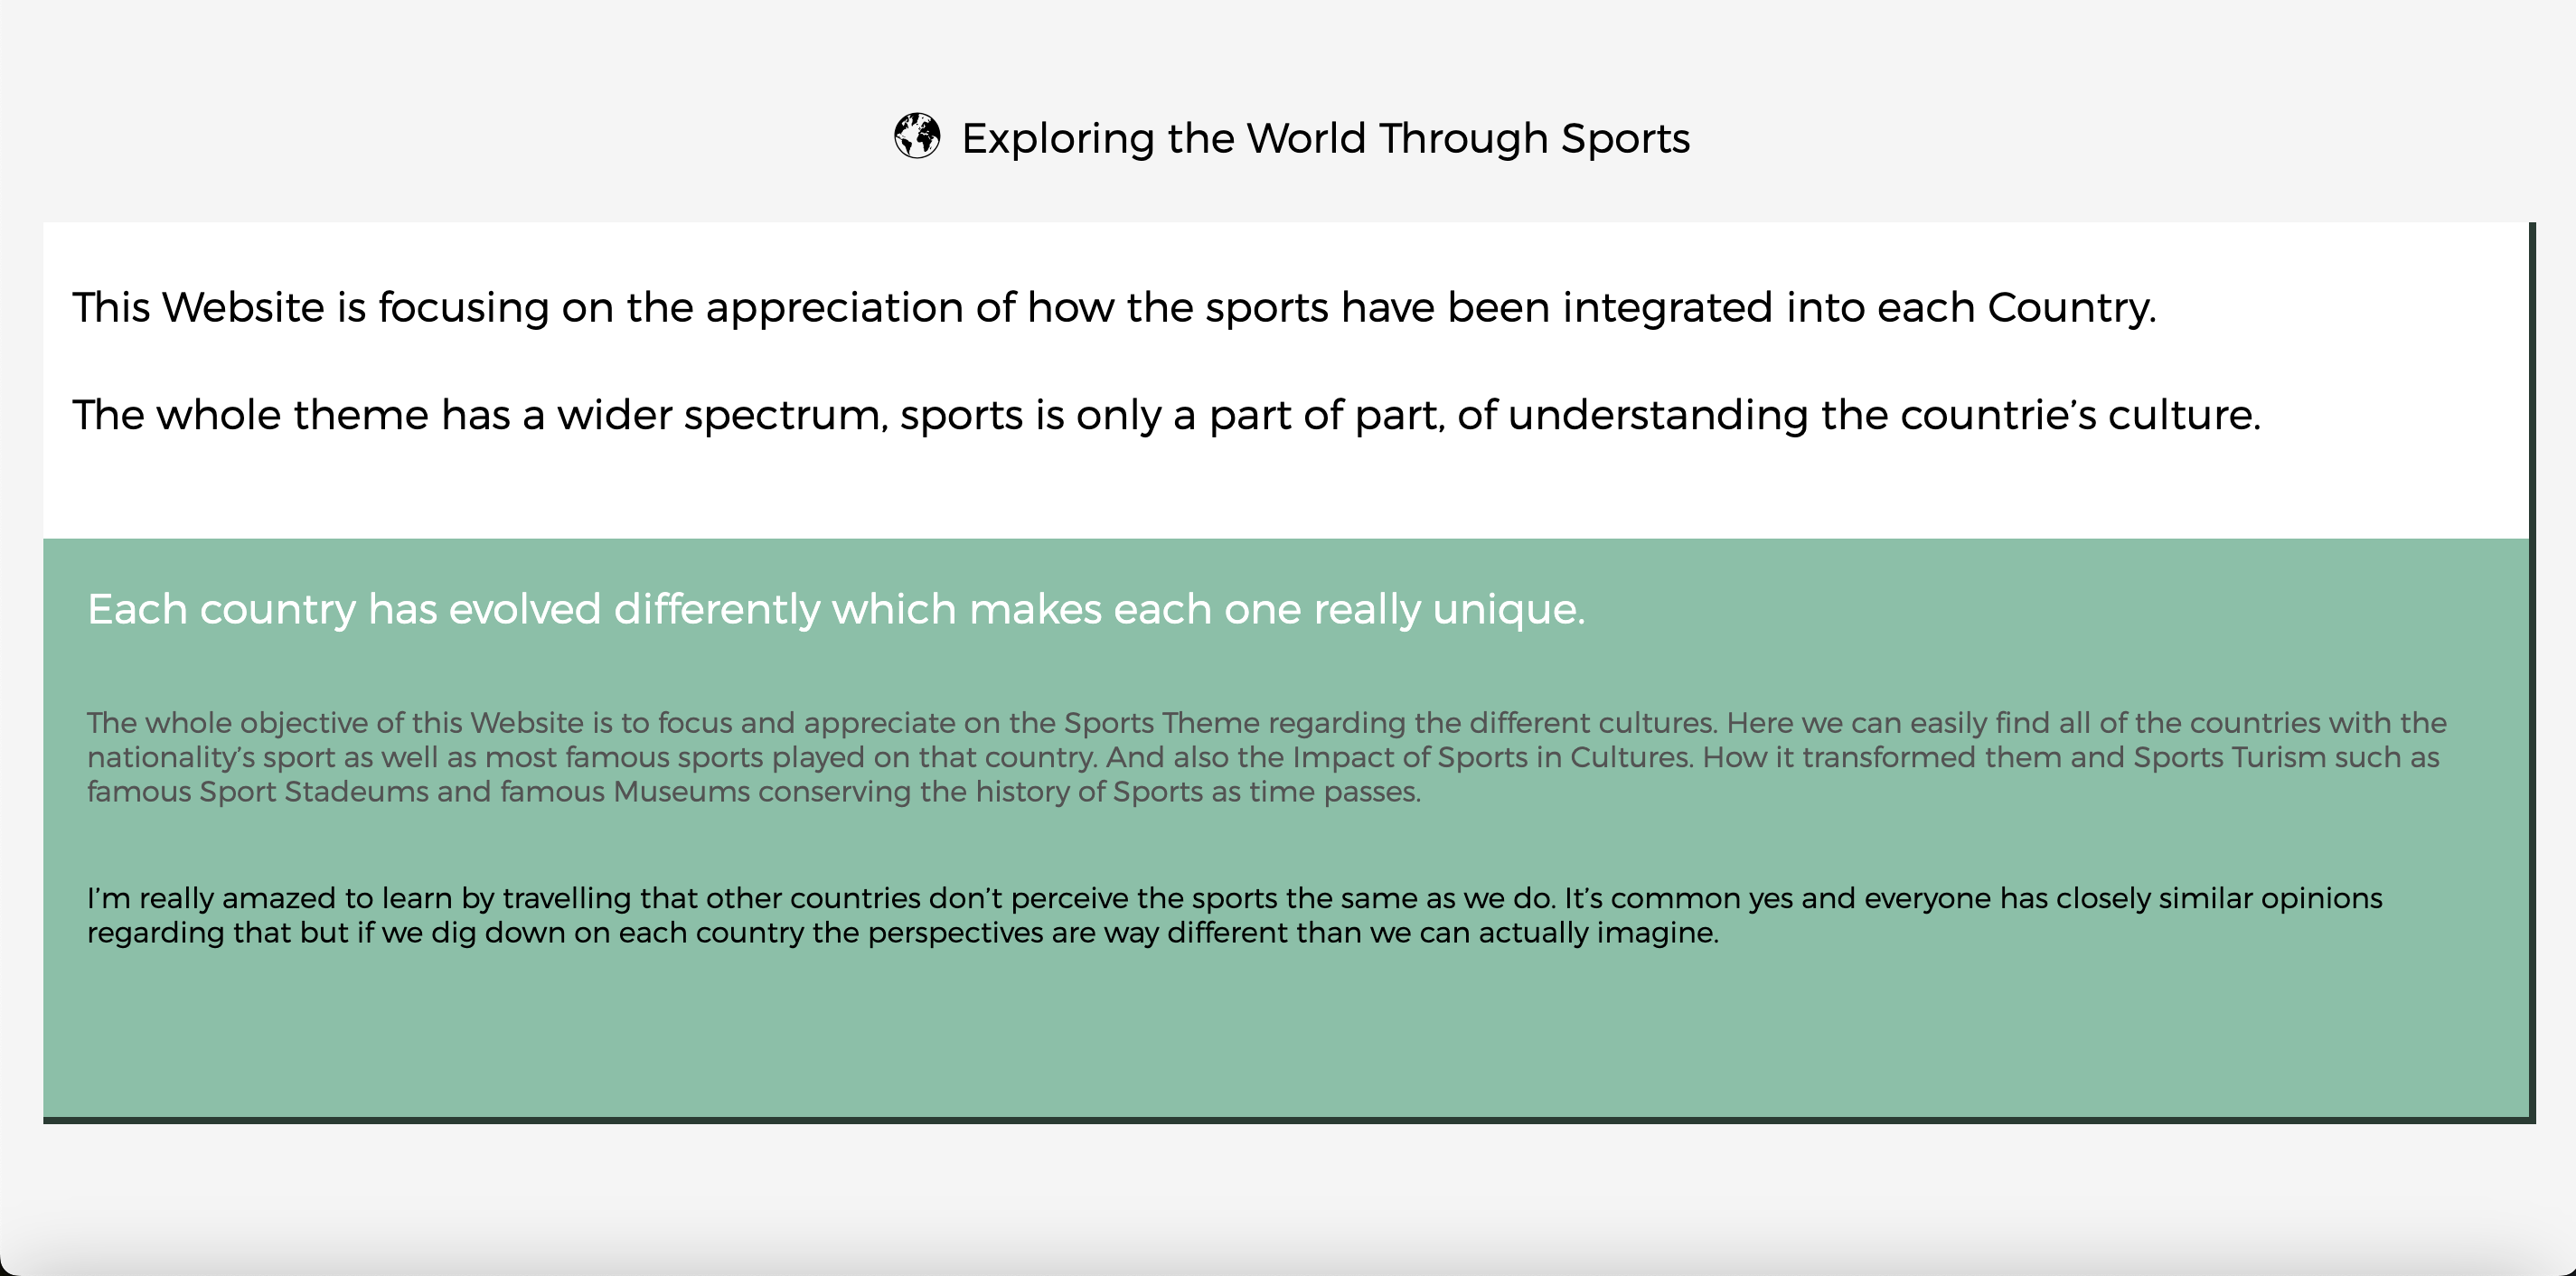 Exploring the World Through Sports
This Website is focusing on the appreciation of how the sports have been integrated into each Country.
The whole theme has a wider spectrum, sports is only a part of part, of understanding the countrie’s culture.
Each country has evolved differently which makes each one really unique.
The whole objective of this Website is to focus and appreciate on the Sports Theme regarding the different cultures. Here we can easily find all of the countries with the
nationality’s sport as well as most famous sports played on that country. And also the Impact of Sports in Cultures. How it transformed them and Sports Turism such as
famous Sport Stadeums and famous Museums conserving the history of Sports as time passes.
I’m really amazed to learn by travelling that other countries don’t perceive the sports the same as we do. It’s common yes and everyone has closely similar opinions
regarding that but if we dig down on each country the perspectives are way different than we can actually imagine.